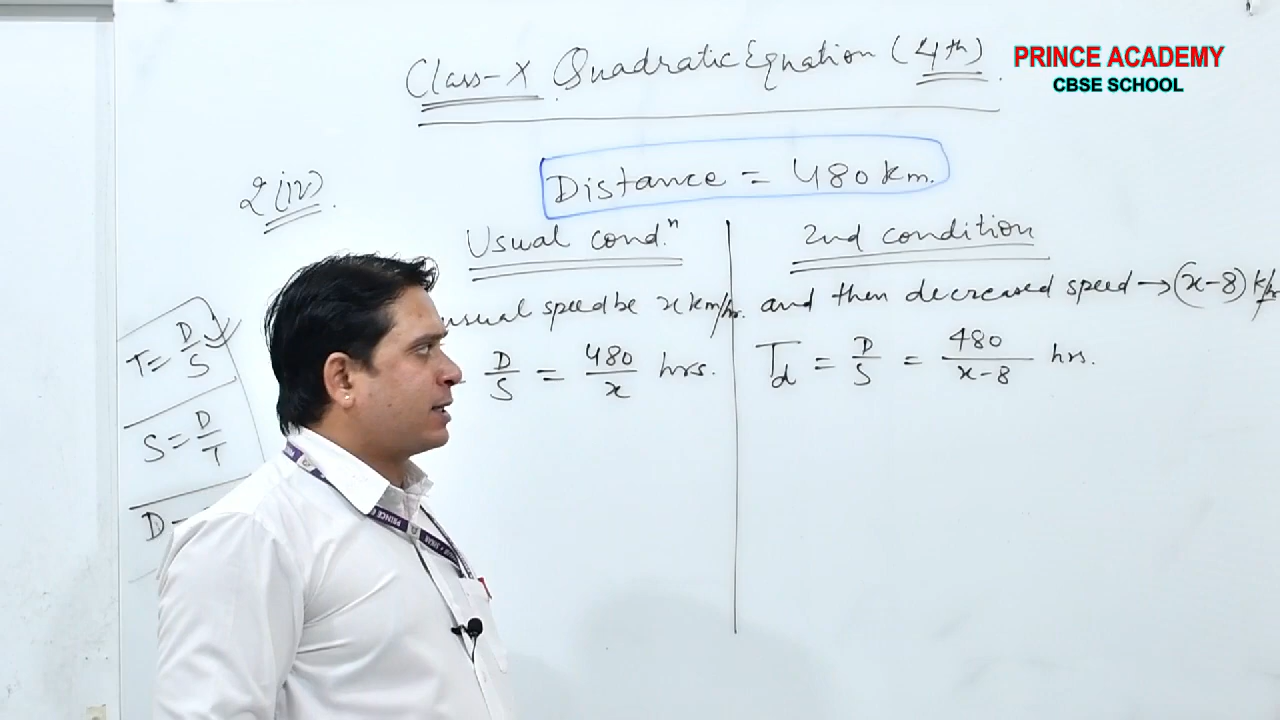 Class-X Quadratic Equation (4th)
PRINCE ACADEMY
CBSE SCHOOL
2(iv)
Distance = 480 km.
Usual cond.ⁿ
2nd condition
usual speed be x km/hr.
and then decreased speed → (x-8) k/hr
T = D/S
S = D/T
D =
D/S = 480/x hrs.
T_d = D/S = 480/(x-8) hrs.